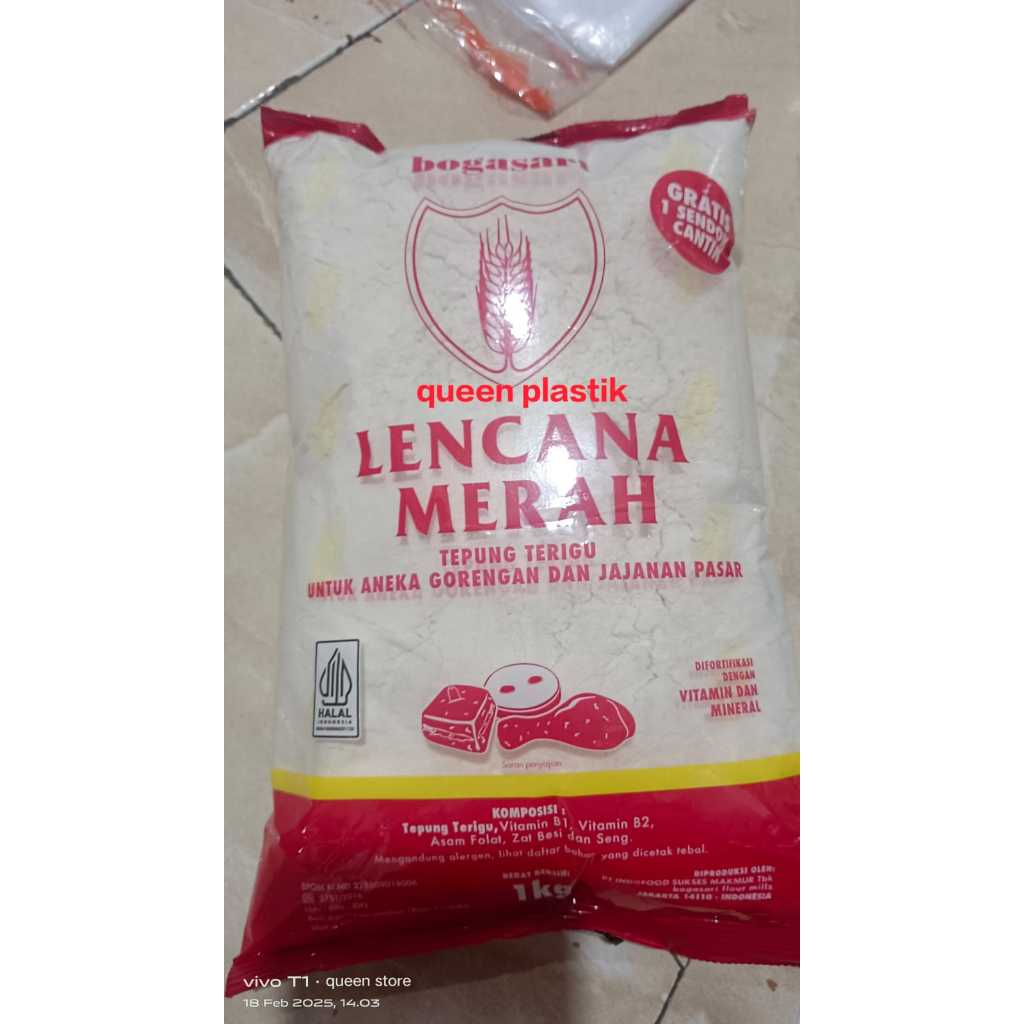 bogasari
GRATIS
1 SENDOK
CANTIK
queen plastik
LENCANA
MERAH
TEPUNG TERIGU
UNTUK ANEKA GORENGAN DAN JAJANAN PASAR
HALAL
INDONESIA
DIFORTIFIKASI
DENGAN
VITAMIN DAN
MINERAL
Saran penyajian
KOMPOSISI :
Tepung Terigu, Vitamin B1, Vitamin B2,
Asam Folat, Zat Besi dan Seng.
Mengandung alergen, lihat daftar bahan yang dicetak tebal.
BERAT BERSIH:
1kg
DIPRODUKSI OLEH:
PT INDOFOOD SUKSES MAKMUR Tbk
bogasari flour mills
JAKARTA 14110 - INDONESIA
BPOM RI MD
vivo T1 · queen store
18 Feb 2025, 14.03